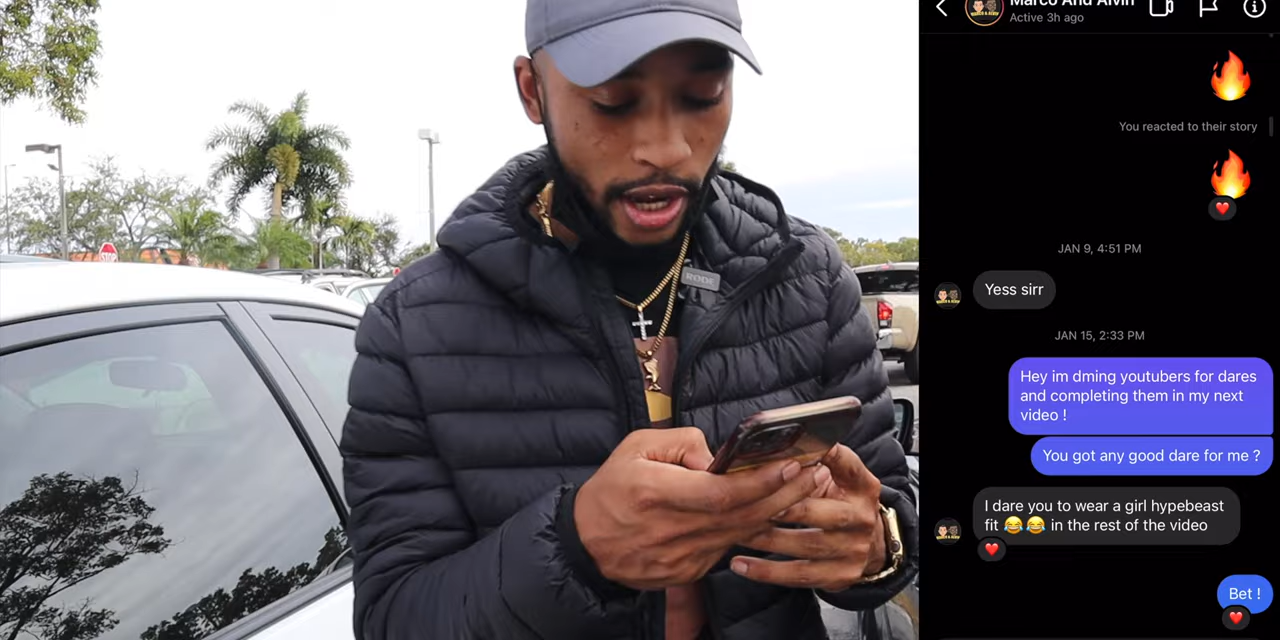 STOP
RODE
Marco And Alvin
Active 3h ago
You reacted to their story
JAN 9, 4:51 PM
Yess sirr
JAN 15, 2:33 PM
Hey im dming youtubers for dares
and completing them in my next
video !
You got any good dare for me ?
I dare you to wear a girl hypebeast
fit 😂😂 in the rest of the video
Bet !